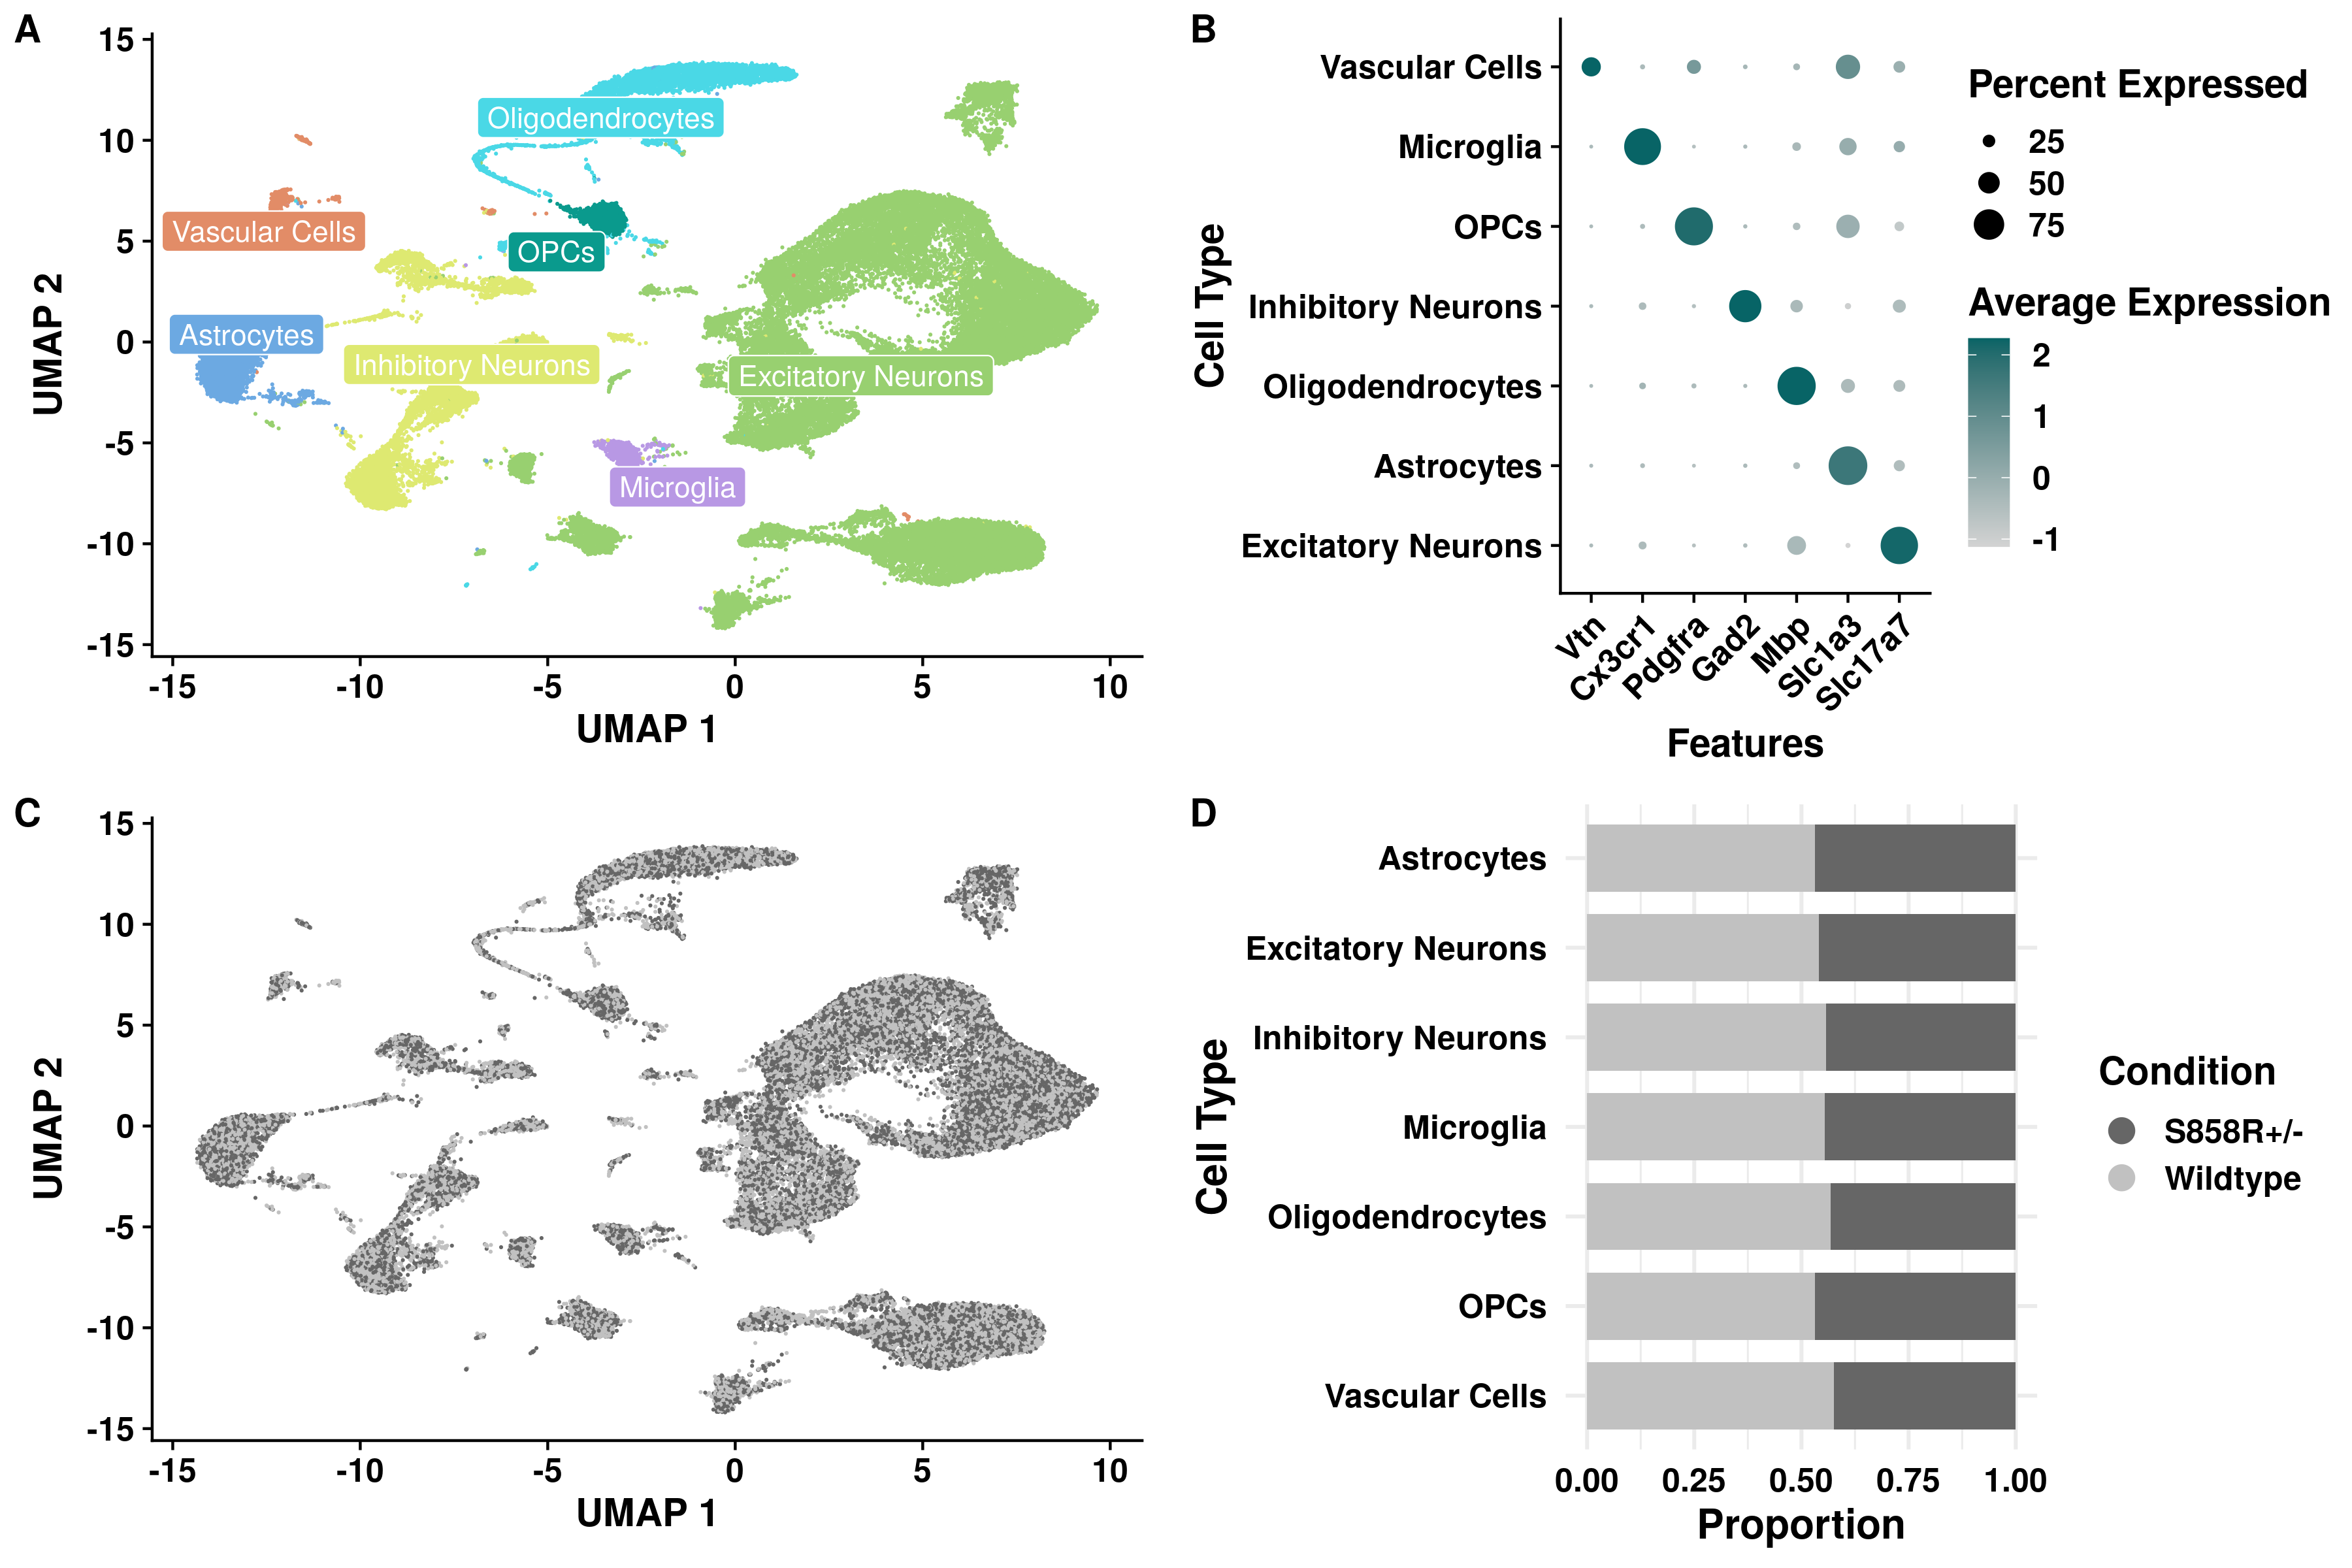 A
15
10
5
0
-5
-10
-15
UMAP 2
Oligodendrocytes
Vascular Cells
OPCs
Astrocytes
Inhibitory Neurons
Excitatory Neurons
Microglia
-15
-10
-5
0
5
10
UMAP 1
B
Cell Type
Vascular Cells
Microglia
OPCs
Inhibitory Neurons
Oligodendrocytes
Astrocytes
Excitatory Neurons
Vtn
Cx3cr1
Pdgfra
Gad2
Mbp
Slc1a3
Slc17a7
Features
Percent Expressed
25
50
75
Average Expression
2
1
0
-1
C
15
10
5
0
-5
-10
-15
UMAP 2
-15
-10
-5
0
5
10
UMAP 1
D
Cell Type
Astrocytes
Excitatory Neurons
Inhibitory Neurons
Microglia
Oligodendrocytes
OPCs
Vascular Cells
0.00
0.25
0.50
0.75
1.00
Proportion
Condition
S858R+/-
Wildtype